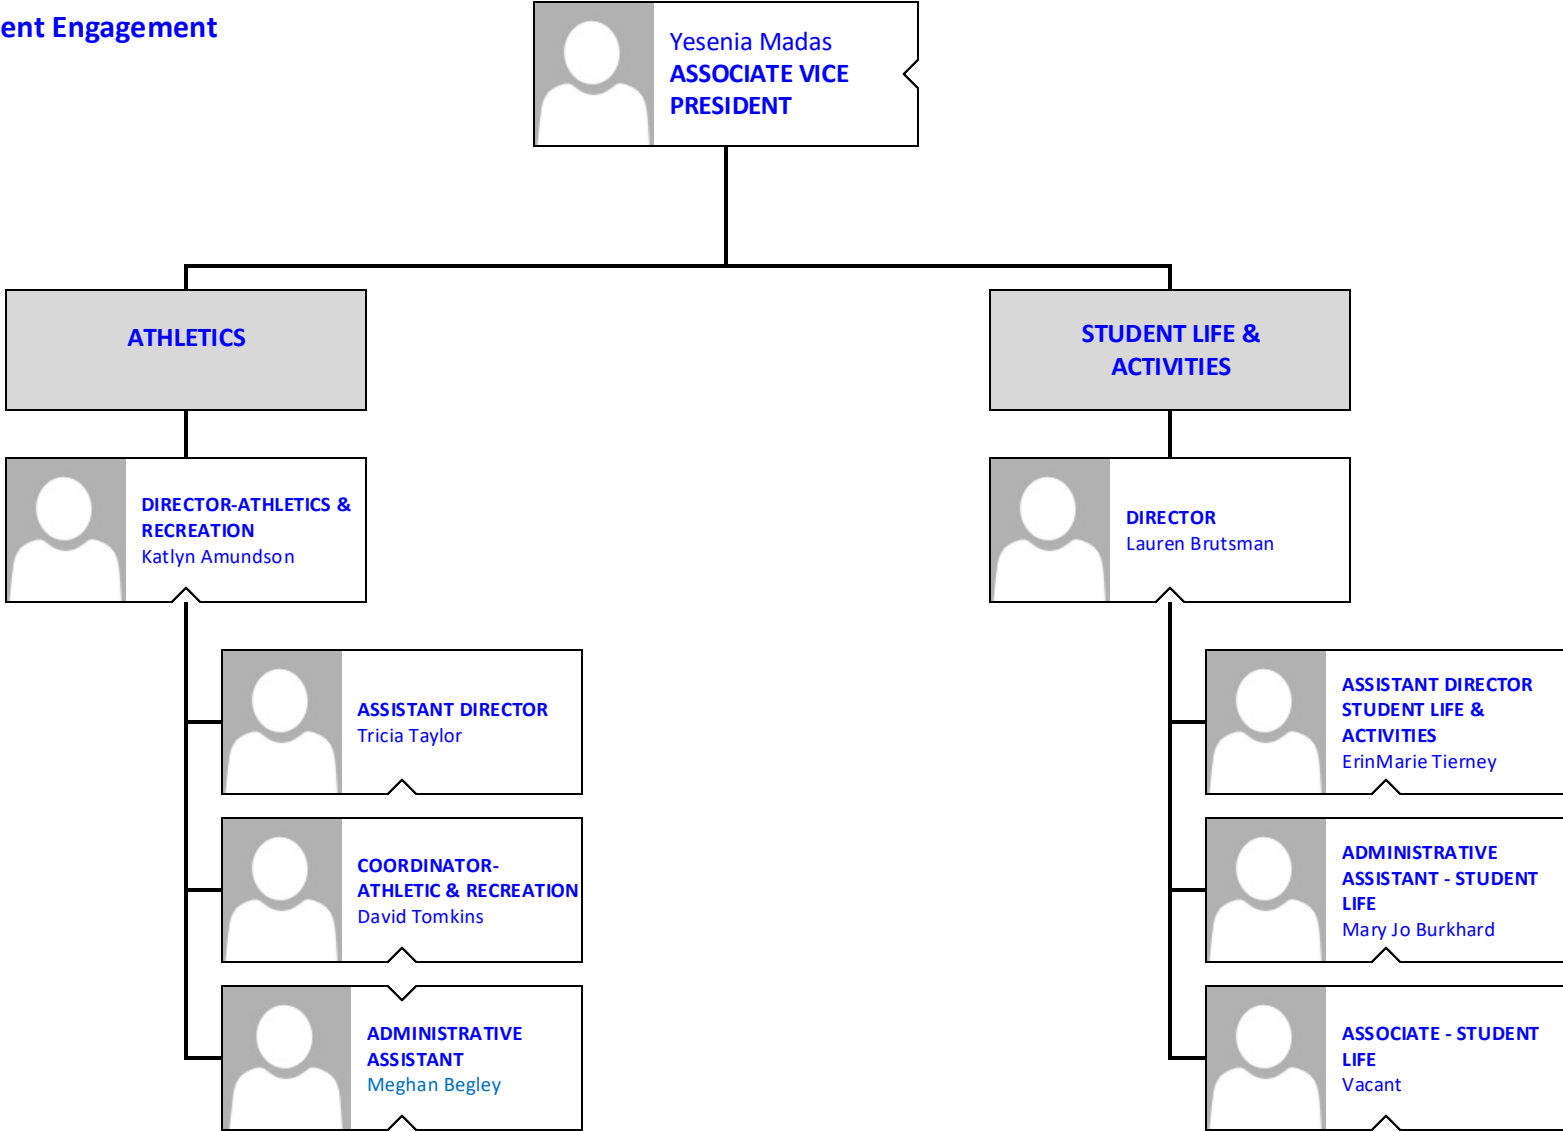 ent Engagement
Yesenia Madas
ASSOCIATE VICE
PRESIDENT
ATHLETICS
STUDENT LIFE &
ACTIVITIES
DIRECTOR-ATHLETICS &
RECREATION
Katlyn Amundson
DIRECTOR
Lauren Brutsman
ASSISTANT DIRECTOR
Tricia Taylor
COORDINATOR-
ATHLETIC & RECREATION
David Tomkins
ADMINISTRATIVE
ASSISTANT
Meghan Begley
ASSISTANT DIRECTOR
STUDENT LIFE &
ACTIVITIES
ErinMarie Tierney
ADMINISTRATIVE
ASSISTANT - STUDENT
LIFE
Mary Jo Burkhard
ASSOCIATE - STUDENT
LIFE
Vacant